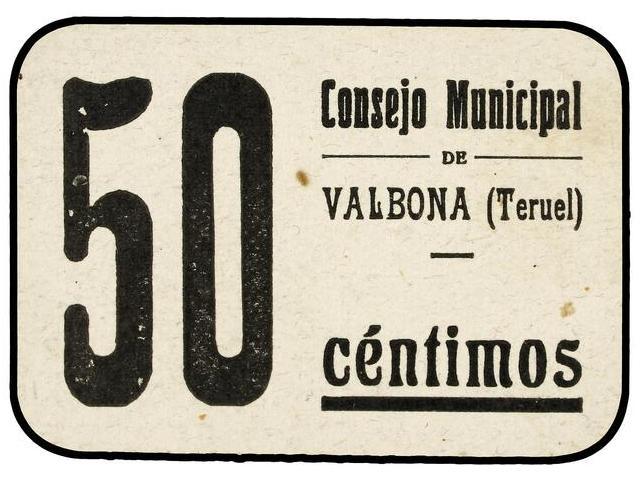 50
Consejo Municipal
DE
VALBONA (Teruel)
céntimos